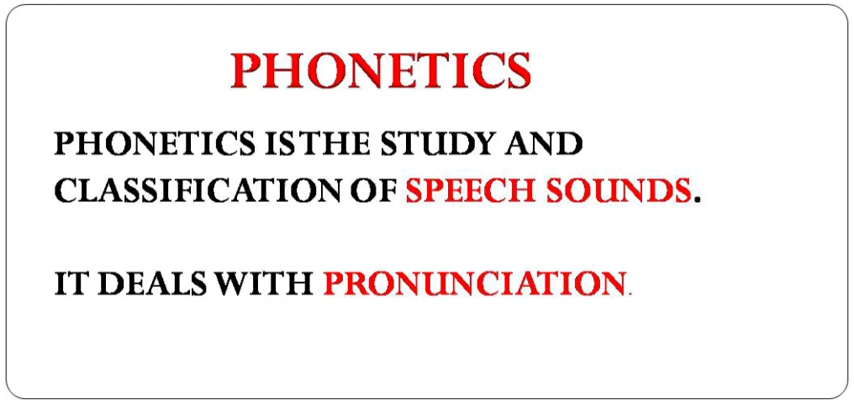 PHONETICS
PHONETICS IS THE STUDY AND
CLASSIFICATION OF SPEECH SOUNDS.
IT DEALS WITH PRONUNCIATION.